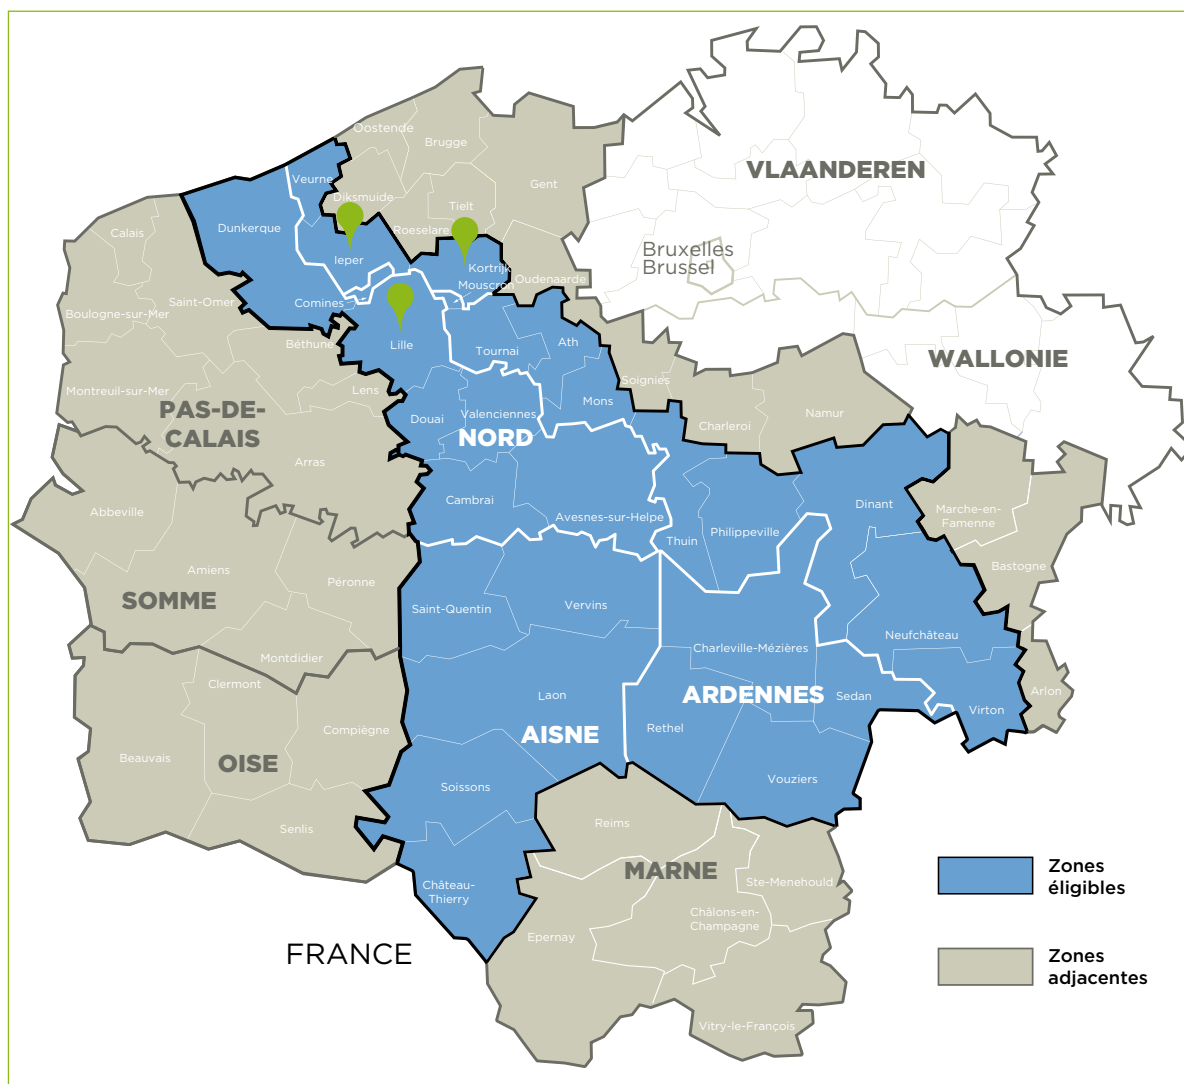 Oostende
Brugge
VLAANDEREN
Veurne
Gent
Diksmuide
Tielt
Dunkerque
Calais
Roeselare
Bruxelles
Brussel
Ieper
Kortrijk
Mouscron
Oudenaarde
Saint-Omer
Comines
Boulogne-sur-Mer
Béthune
Lille
Tournai
Ath
WALLONIE
Montreuil-sur-Mer
Lens
Soignies
Mons
Namur
PAS-DE-
CALAIS
Douai
Valenciennes
Charleroi
NORD
Arras
Abbeville
Cambrai
Avesnes-sur-Helpe
Dinant
Marche-en-
Famenne
Thuin
Philippeville
Bastogne
Amiens
Péronne
SOMME
Saint-Quentin
Vervins
Neufchâteau
Montdidier
Charleville-Mézières
Clermont
Laon
ARDENNES
Sedan
Arlon
Virton
Compiègne
Rethel
AISNE
Beauvais
OISE
Soissons
Vouziers
Senlis
Reims
MARNE
Ste-Menehould
Château-
Thierry
Châlons-en-
Champagne
Epernay
FRANCE
Vitry-le-François
Zones
éligibles
Zones
adjacentes